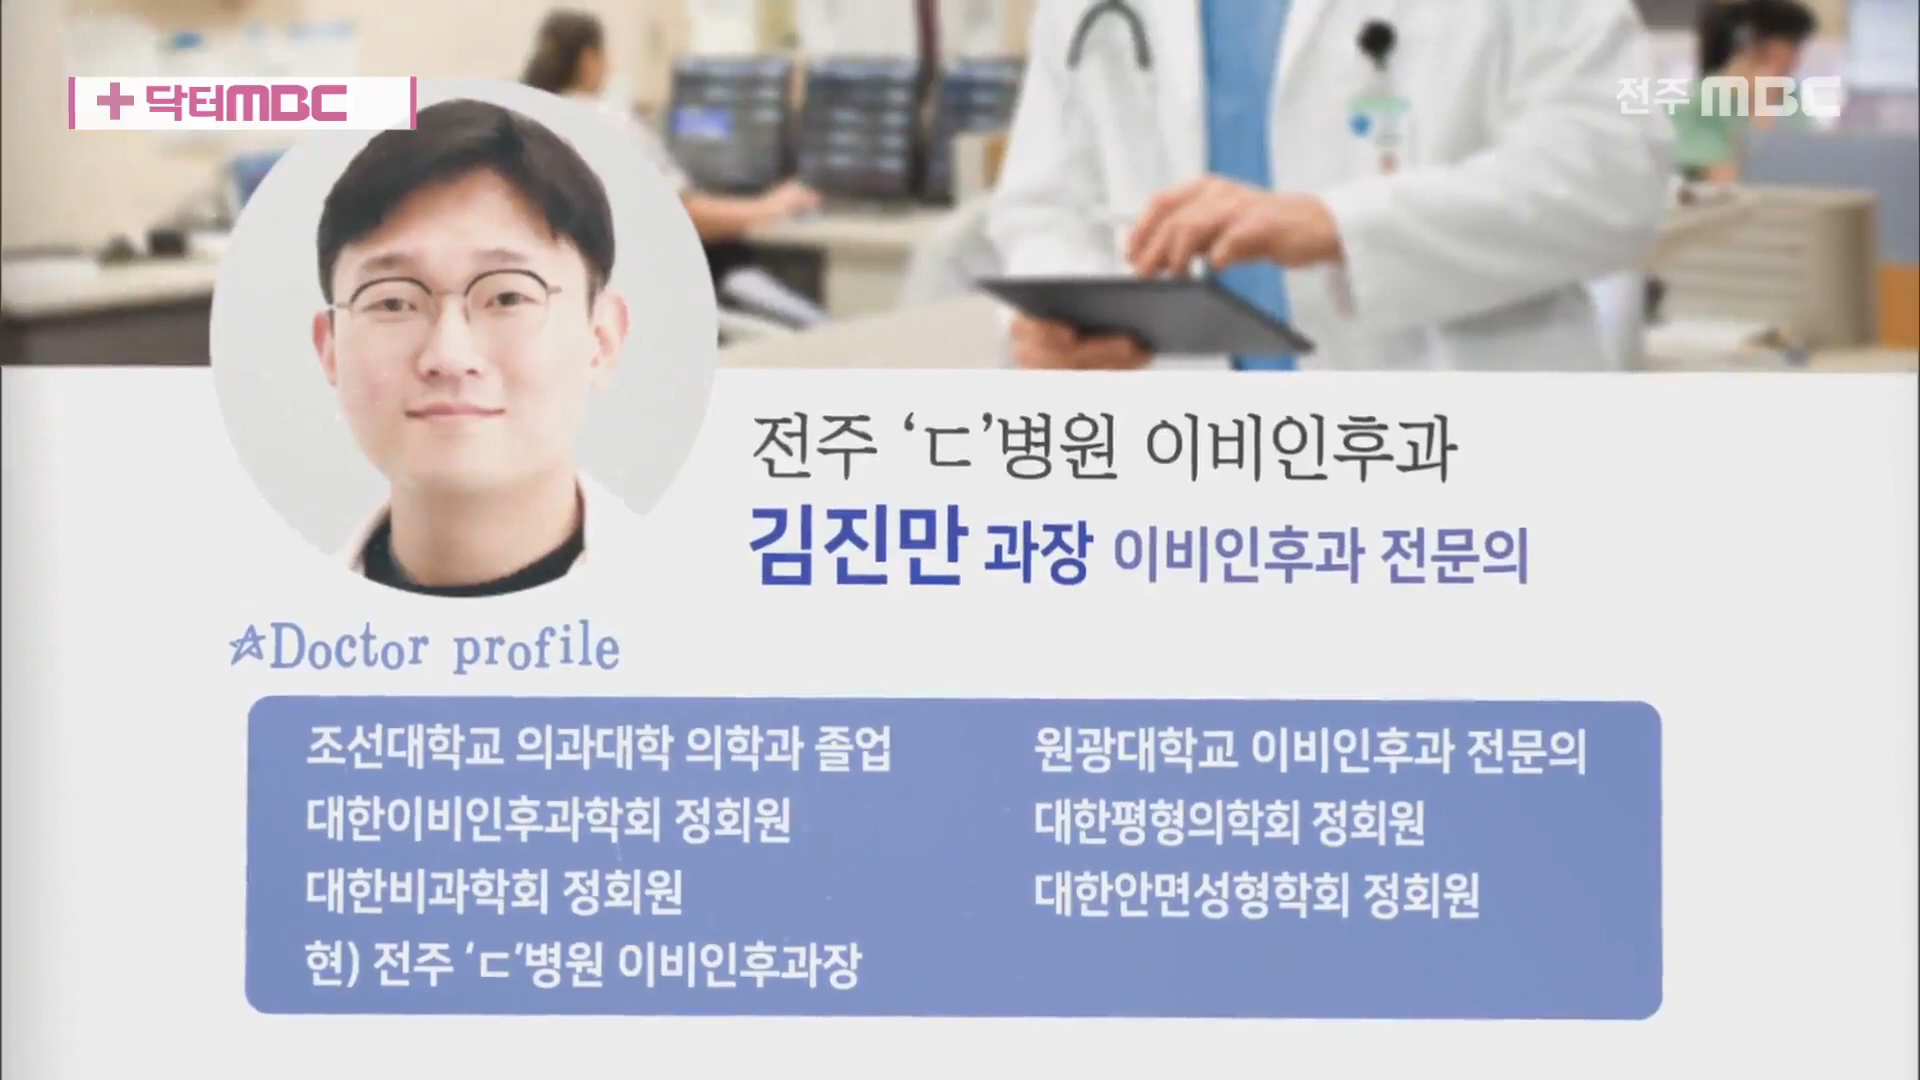 닥터MBC
전주 MBC
전주 ‘ㄷ’병원 이비인후과
김진만 과장 이비인후과 전문의
Doctor profile
조선대학교 의과대학 의학과 졸업
대한이비인후과학회 정회원
대한비과학회 정회원
현) 전주 ‘ㄷ’병원 이비인후과장
원광대학교 이비인후과 전문의
대한평형의학회 정회원
대한안면성형학회 정회원